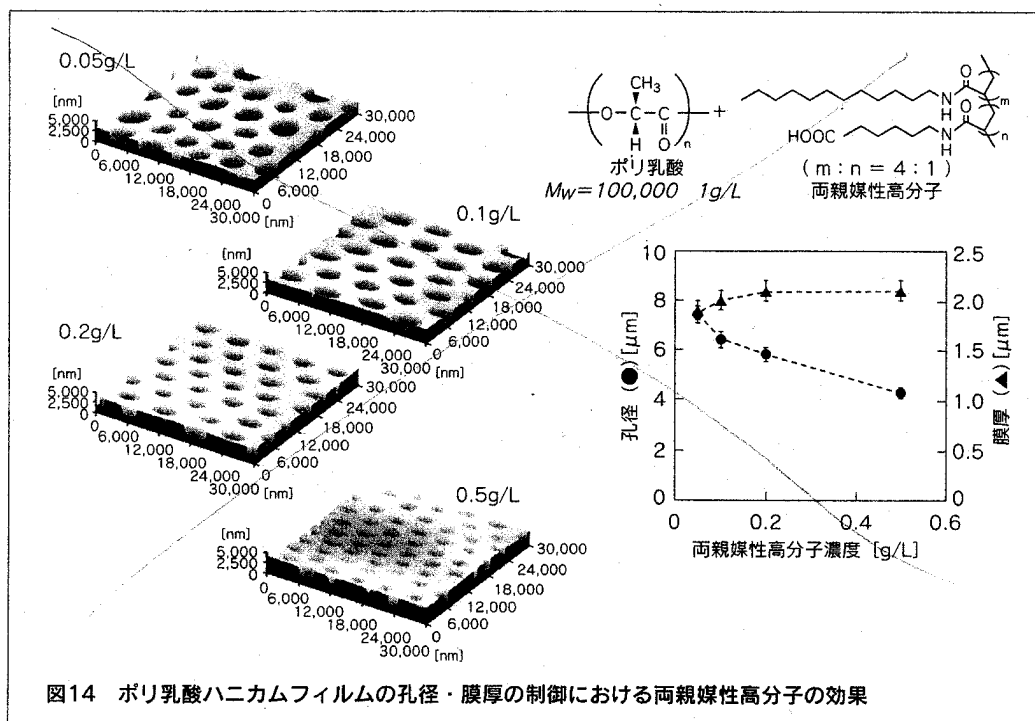 0.05g/L
[nm]
5,000
2,500
0
0
6,000
12,000
18,000
24,000
30,000
0
6,000
12,000
18,000
24,000
30,000
[nm]
0.1g/L
[nm]
5,000
2,500
0
0
6,000
12,000
18,000
24,000
30,000
0
6,000
12,000
18,000
24,000
30,000
[nm]
0.2g/L
[nm]
5,000
2,500
0
0
6,000
12,000
18,000
24,000
30,000
0
6,000
12,000
18,000
24,000
30,000
[nm]
0.5g/L
[nm]
5,000
2,500
0
0
6,000
12,000
18,000
24,000
30,000
0
6,000
12,000
18,000
24,000
30,000
[nm]
CH3
O C C
H O
n
+
ポリ乳酸
Mw=100,000 1g/L
O
N
H
m
O
HOOC
N
H
n
(m:n=4:1)
両親媒性高分子
10
8
6
4
2
0
孔径 (●) [μm]
2.5
2.0
1.5
1.0
0.5
0
膜厚 (▲) [μm]
0 0.2 0.4 0.6
両親媒性高分子濃度 [g/L]
図14 ポリ乳酸ハニカムフィルムの孔径・膜厚の制御における両親媒性高分子の効果